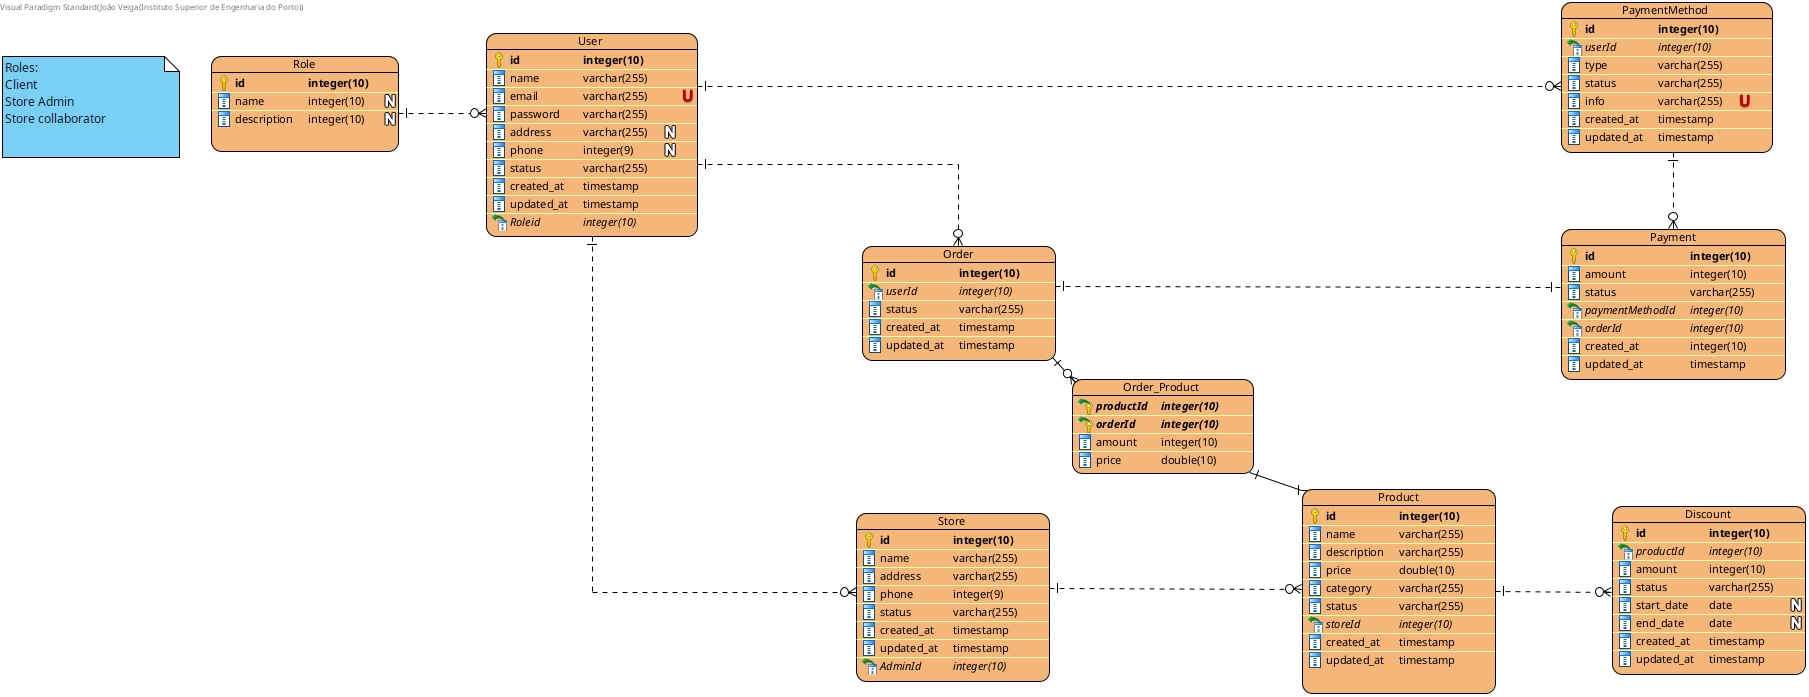 Visual Paradigm Standard(João Veiga(Instituto Superior de Engenharia do Porto))
Roles:
Client
Store Admin
Store collaborator
Role
id integer(10)
name integer(10) N
description integer(10) N
User
id integer(10)
name varchar(255)
email varchar(255) U
password varchar(255)
address varchar(255) N
phone integer(9) N
status varchar(255)
created_at timestamp
updated_at timestamp
Roleid integer(10)
PaymentMethod
id integer(10)
userId integer(10)
type varchar(255)
status varchar(255)
info varchar(255) U
created_at timestamp
updated_at timestamp
Order
id integer(10)
userId integer(10)
status varchar(255)
created_at timestamp
updated_at timestamp
Payment
id integer(10)
amount integer(10)
status varchar(255)
paymentMethodId integer(10)
orderId integer(10)
created_at integer(10)
updated_at timestamp
Order_Product
productId integer(10)
orderId integer(10)
amount integer(10)
price double(10)
Store
id integer(10)
name varchar(255)
address varchar(255)
phone integer(9)
status varchar(255)
created_at timestamp
updated_at timestamp
AdminId integer(10)
Product
id integer(10)
name varchar(255)
description varchar(255)
price double(10)
category varchar(255)
status varchar(255)
storeId integer(10)
created_at timestamp
updated_at timestamp
Discount
id integer(10)
productId integer(10)
amount integer(10)
status varchar(255)
start_date date N
end_date date N
created_at timestamp
updated_at timestamp